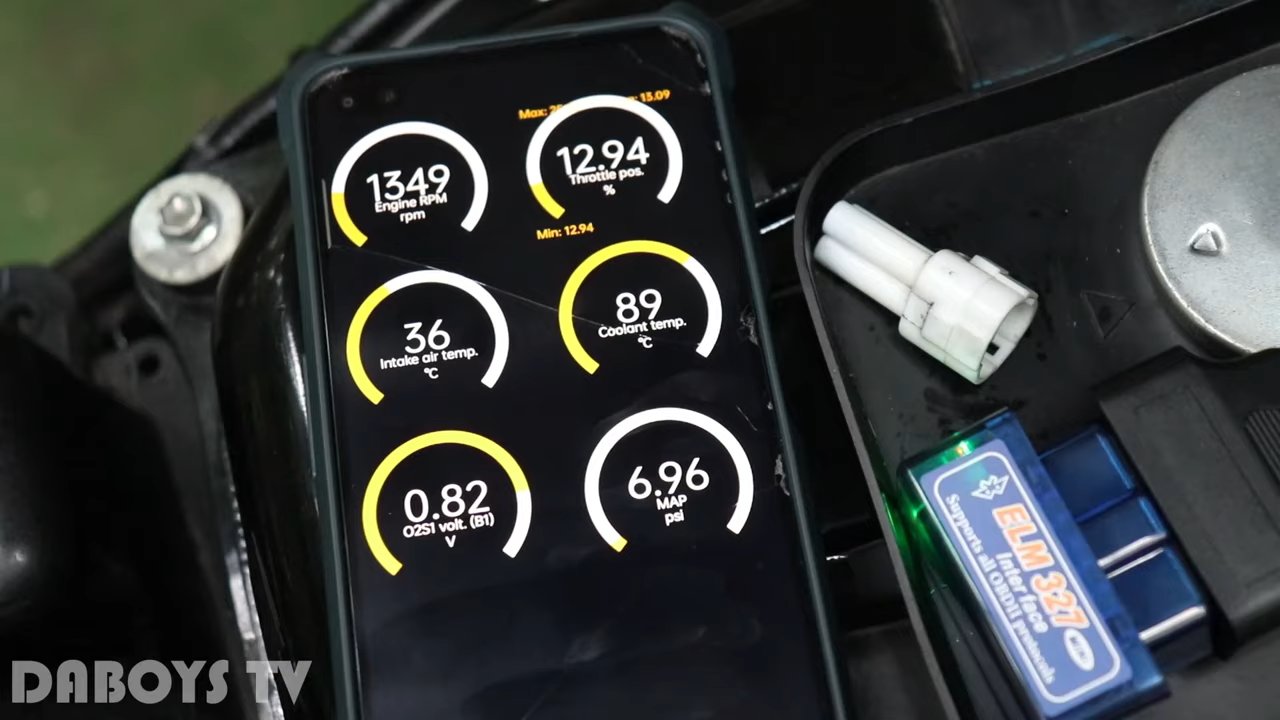 1349
Engine RPM
rpm
Max:
13.09
12.94
Throttle pos.
%
Min: 12.94
36
Intake air temp.
°C
89
Coolant temp.
°C
0.82
O2S1 volt. (B1)
V
6.96
MAP
psi
ELM 327
Interface
Supports all OBDII protocols
MINI
DABOYS TV